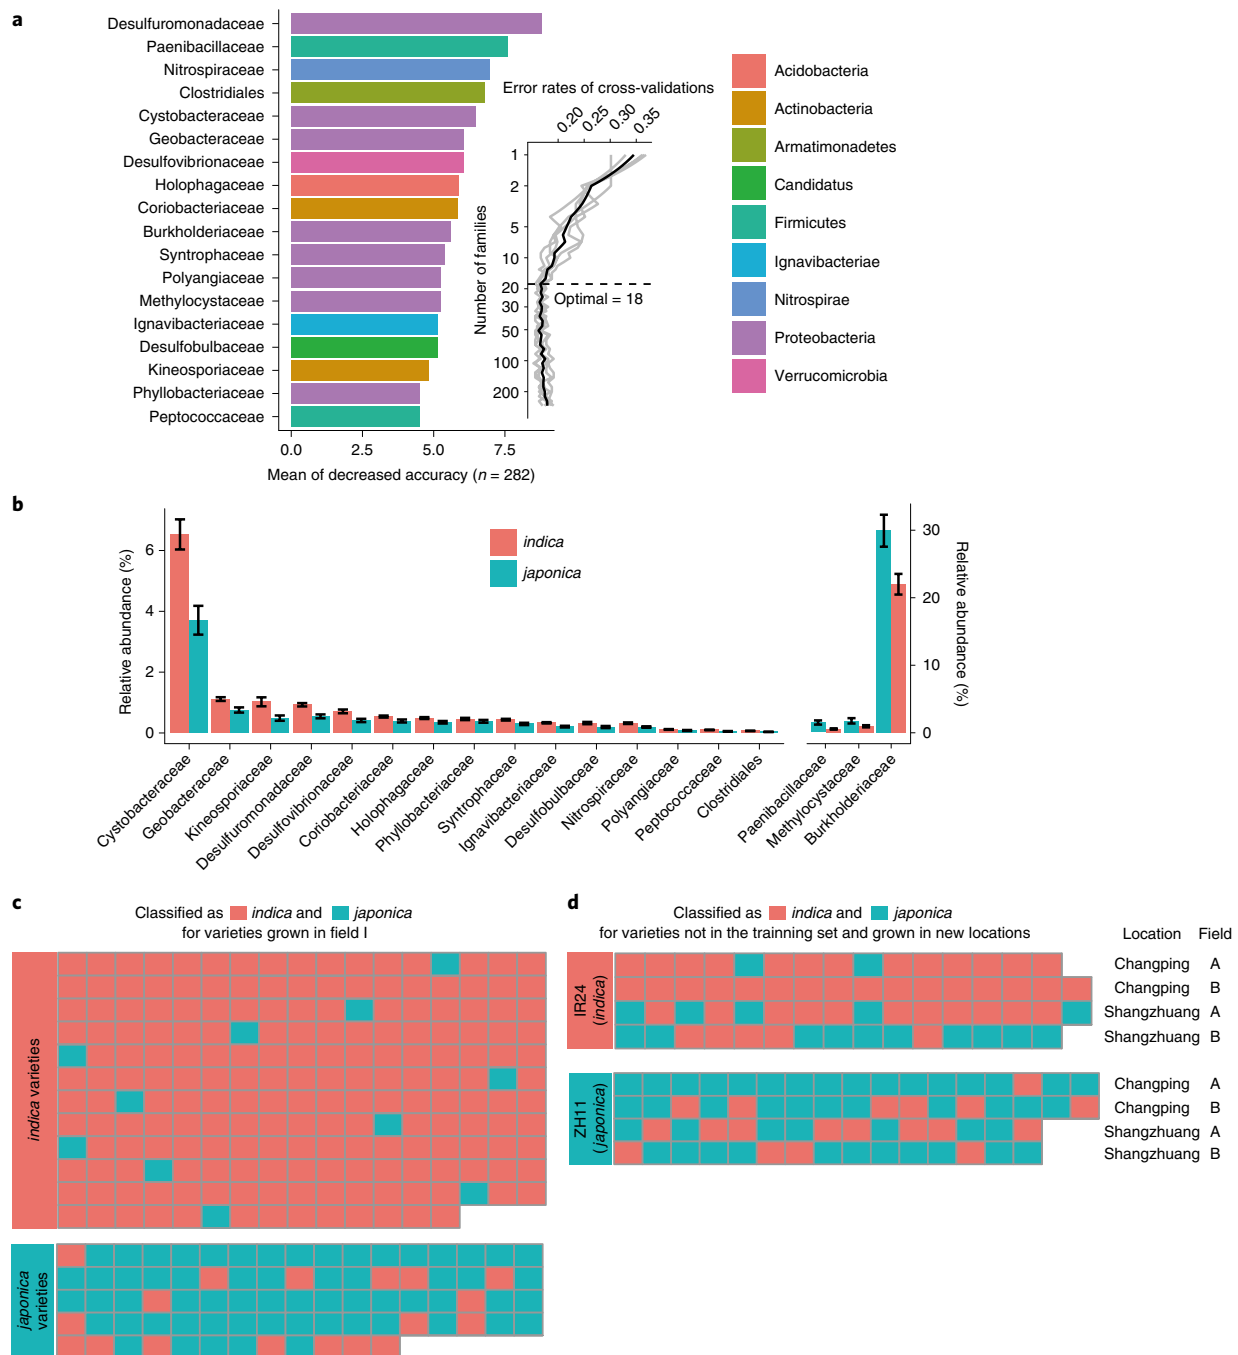 a
Desulfuromonadaceae
Paenibacillaceae
Nitrospiraceae
Clostridiales
Cystobacteraceae
Geobacteraceae
Desulfovibrionaceae
Holophagaceae
Coriobacteriaceae
Burkholderiaceae
Syntrophaceae
Polyangiaceae
Methylocystaceae
Ignavibacteriaceae
Desulfobulbaceae
Kineosporiaceae
Phyllobacteriaceae
Peptococcaceae
0.0 2.5 5.0 7.5
Mean of decreased accuracy (n = 282)
Error rates of cross-validations
0.20 0.25 0.30 0.35
Number of families
1
2
5
10
20
30
50
100
200
Optimal = 18
Acidobacteria
Actinobacteria
Armatimonadetes
Candidatus
Firmicutes
Ignavibacteriae
Nitrospirae
Proteobacteria
Verrucomicrobia
b
Relative abundance (%)
6
4
2
0
indica
japonica
30
20
10
0
Relative abundance (%)
Cystobacteraceae
Geobacteraceae
Kineosporiaceae
Desulfuromonadaceae
Desulfovibrionaceae
Coriobacteriaceae
Holophagaceae
Phyllobacteriaceae
Syntrophaceae
Ignavibacteriaceae
Desulfobulbaceae
Nitrospiraceae
Polyangiaceae
Peptococcaceae
Clostridiales
Paenibacillaceae
Methylocystaceae
Burkholderiaceae
c
Classified as indica and japonica
for varieties grown in field I
indica varieties
japonica
varieties
d
Classified as indica and japonica
for varieties not in the trainning set and grown in new locations
Location Field
IR24
(indica)
Changping A
Changping B
Shangzhuang A
Shangzhuang B
ZH11
(japonica)
Changping A
Changping B
Shangzhuang A
Shangzhuang B